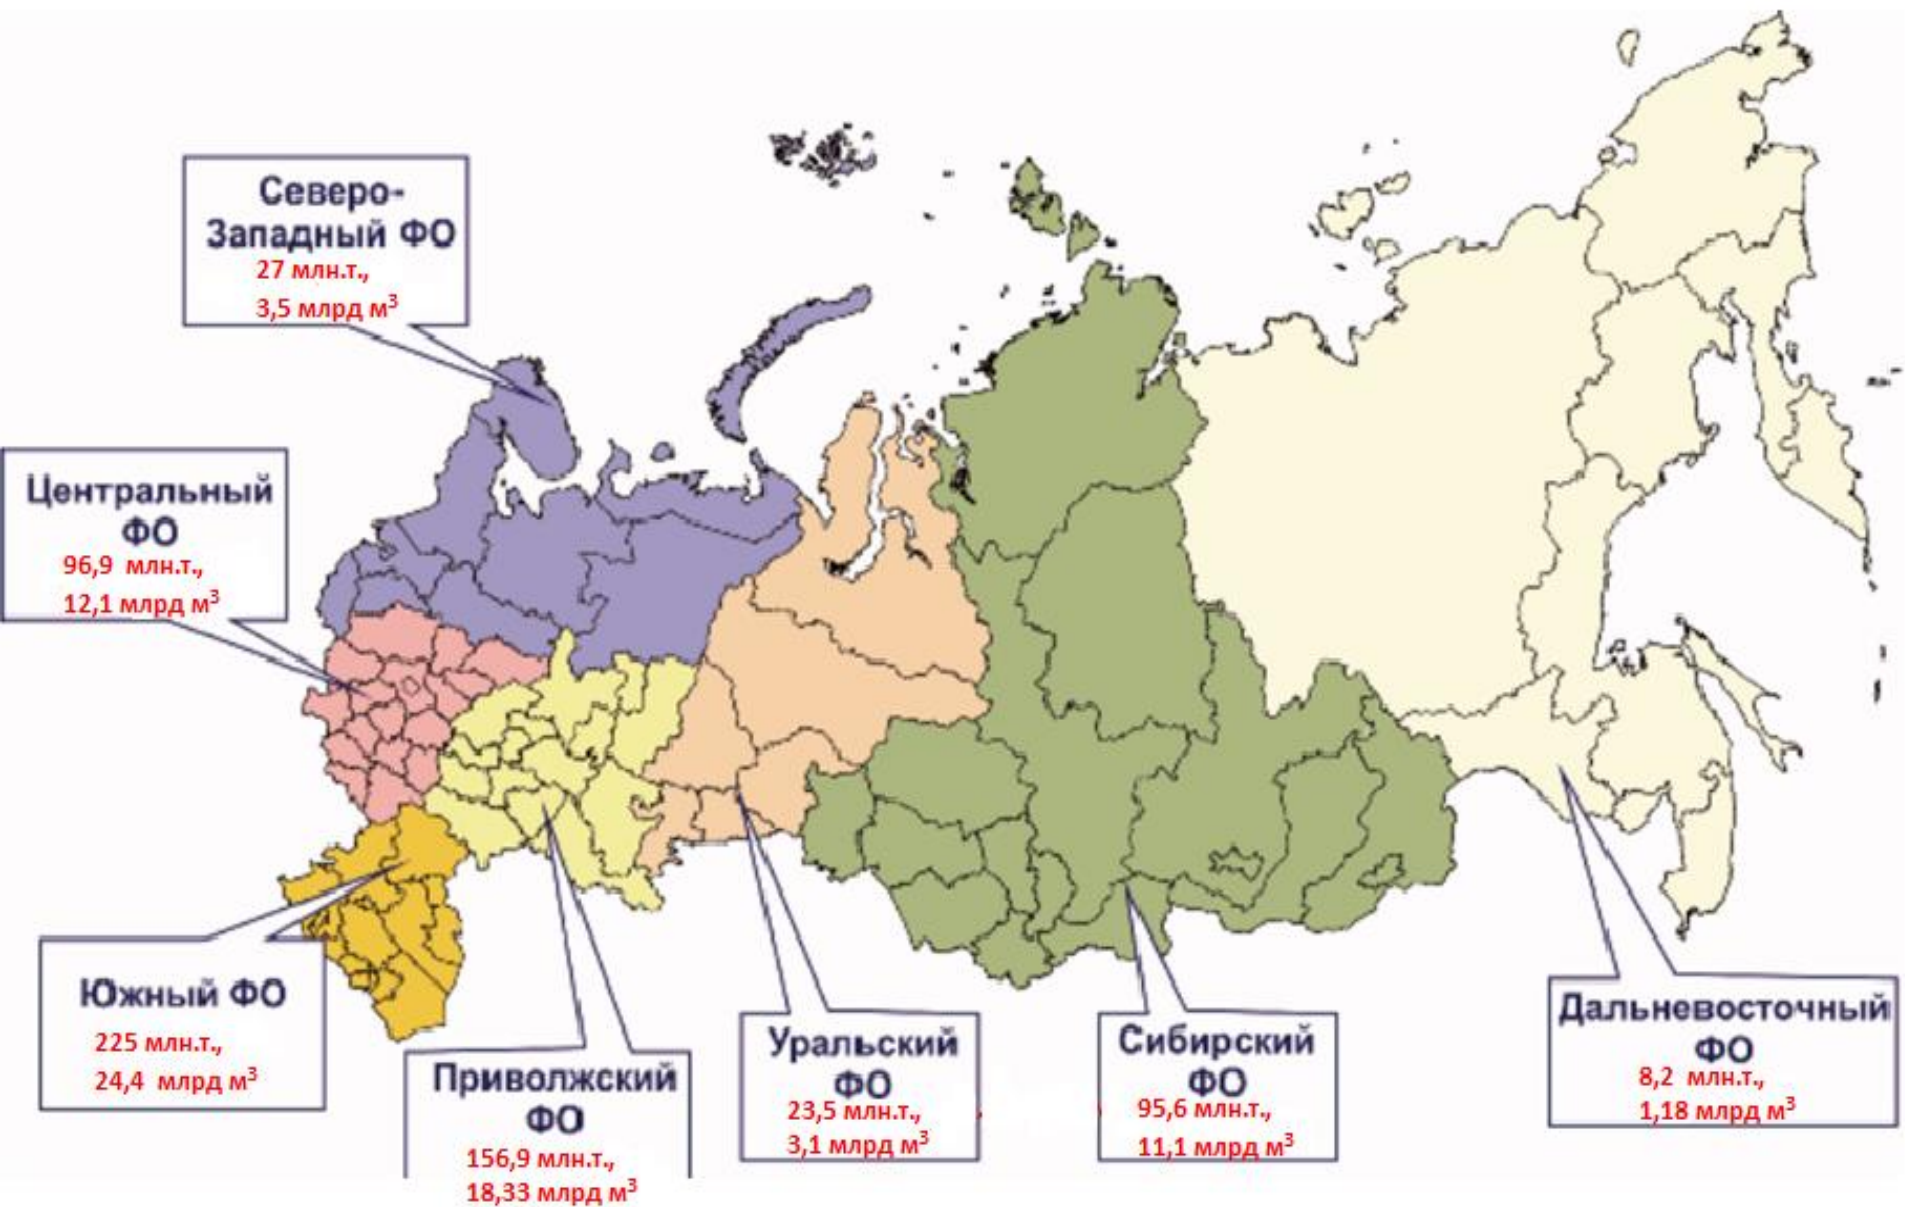 Северо-
Западный ФО
27 млн.т.,
3,5 млрд м³
Центральный
ФО
96,9 млн.т.,
12,1 млрд м³
Южный ФО
225 млн.т.,
24,4 млрд м³
Приволжский
ФО
156,9 млн.т.,
18,33 млрд м³
Уральский
ФО
23,5 млн.т.,
3,1 млрд м³
Сибирский
ФО
95,6 млн.т.,
11,1 млрд м³
Дальневосточный
ФО
8,2 млн.т.,
1,18 млрд м³